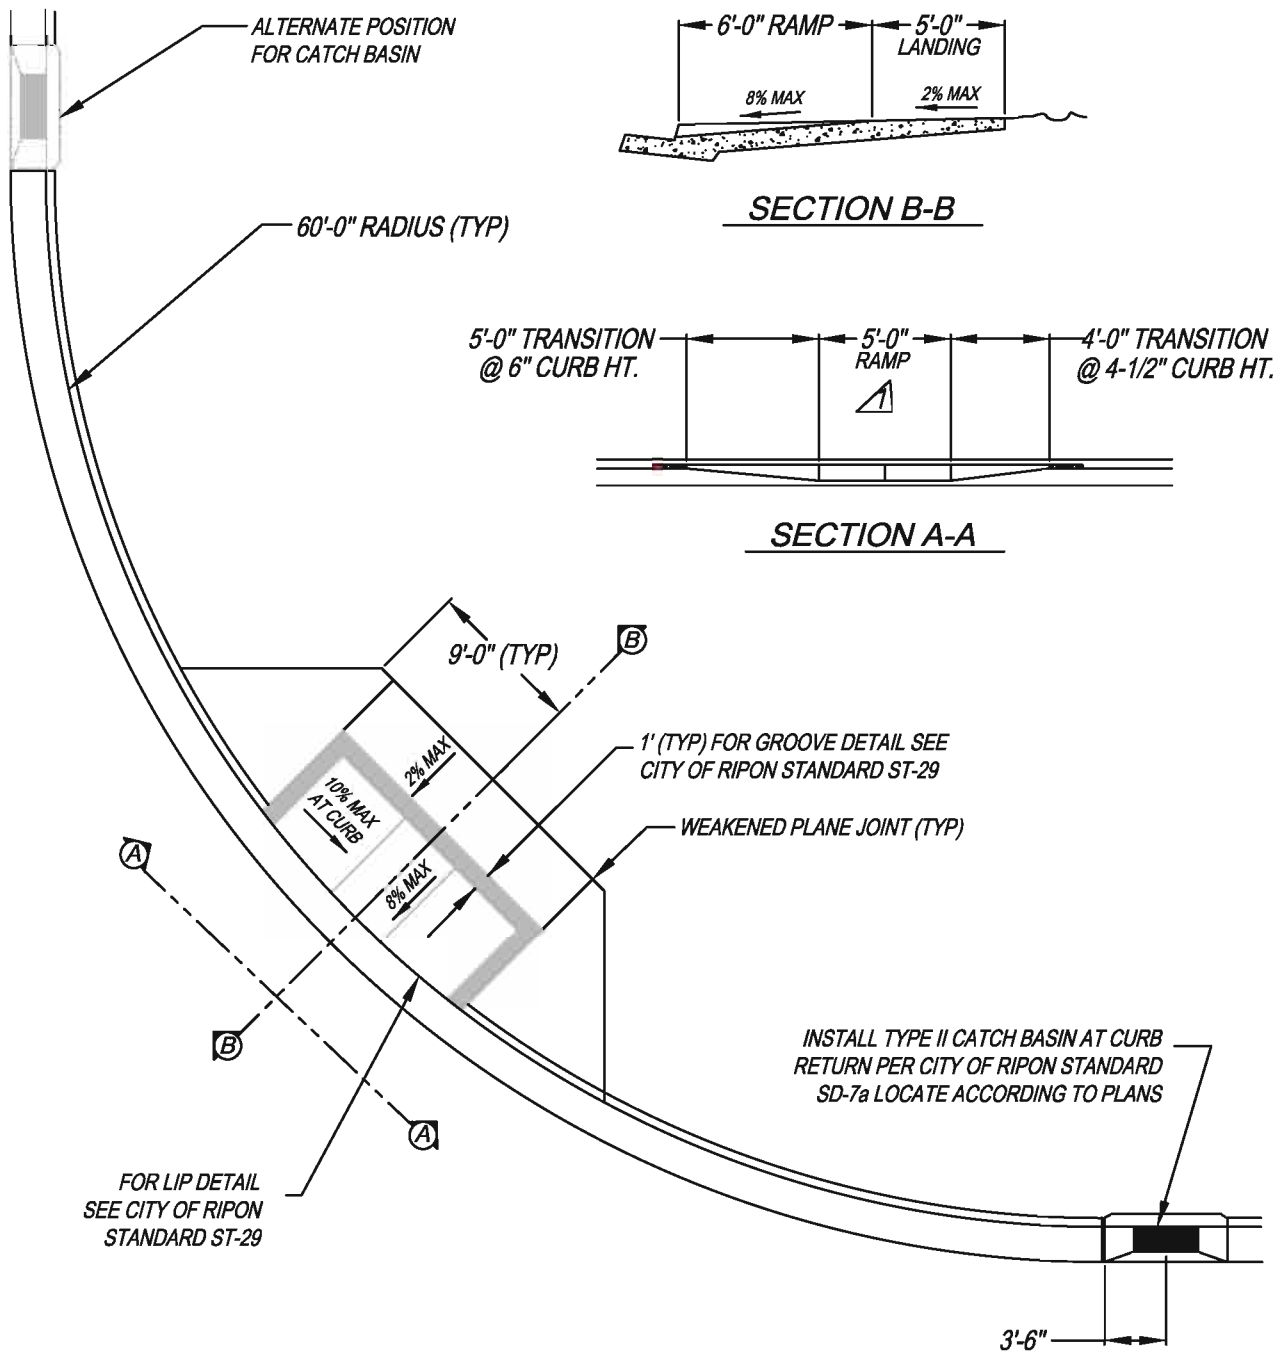 ALTERNATE POSITION
FOR CATCH BASIN
6'-0" RAMP
5'-0"
LANDING
8% MAX
2% MAX
SECTION B-B
60'-0" RADIUS (TYP)
5'-0" TRANSITION
@ 6" CURB HT.
5'-0"
RAMP
1
4'-0" TRANSITION
@ 4-1/2" CURB HT.
SECTION A-A
9'-0" (TYP)
B
1' (TYP) FOR GROOVE DETAIL SEE
CITY OF RIPON STANDARD ST-29
2% MAX
10% MAX
AT CURB
8% MAX
WEAKENED PLANE JOINT (TYP)
A
B
A
INSTALL TYPE II CATCH BASIN AT CURB
RETURN PER CITY OF RIPON STANDARD
SD-7a LOCATE ACCORDING TO PLANS
FOR LIP DETAIL
SEE CITY OF RIPON
STANDARD ST-29
3'-6"